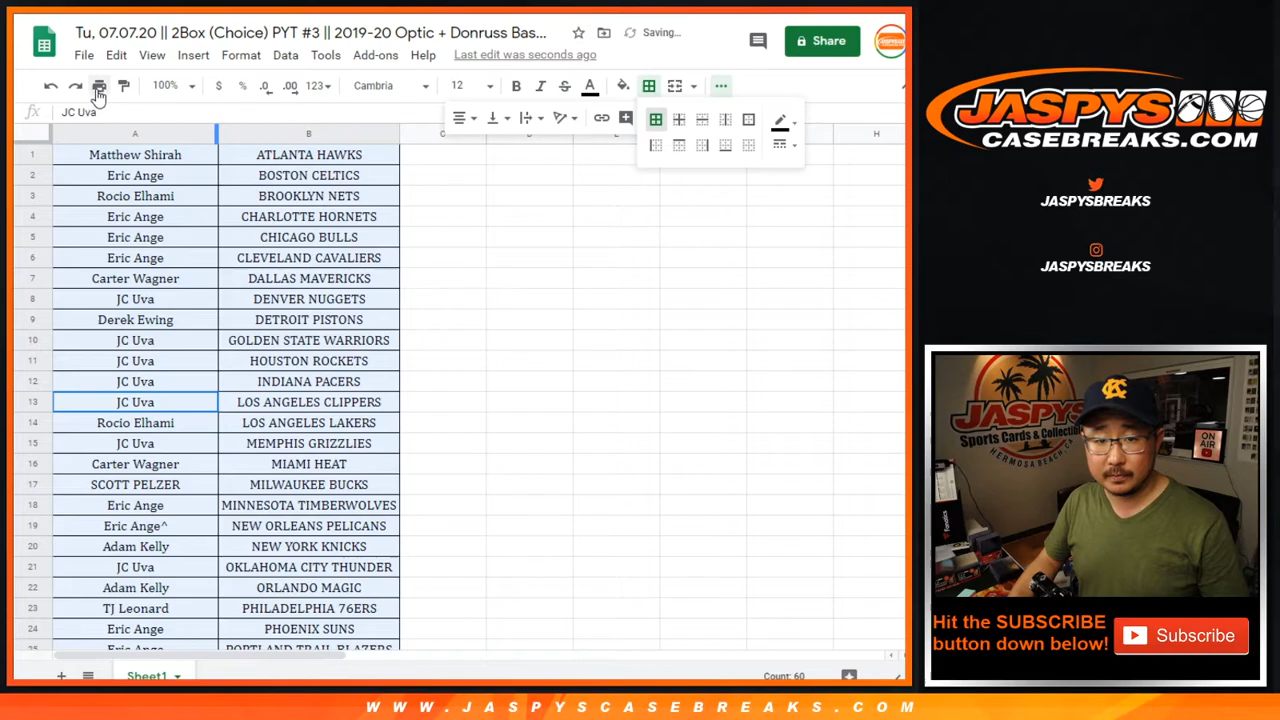 Tu, 07.07.20 || 2Box (Choice) PYT #3 || 2019-20 Optic + Donruss Bas...
Saving...
File Edit View Insert Format Data Tools Add-ons Help Last edit was seconds ago
Share
100% $ % .0 .00 123 Cambria 12 B I S A
fx JC Uva
A B H
1 Matthew Shirah ATLANTA HAWKS
2 Eric Ange BOSTON CELTICS
3 Rocio Elhami BROOKLYN NETS
4 Eric Ange CHARLOTTE HORNETS
5 Eric Ange CHICAGO BULLS
6 Eric Ange CLEVELAND CAVALIERS
7 Carter Wagner DALLAS MAVERICKS
8 JC Uva DENVER NUGGETS
9 Derek Ewing DETROIT PISTONS
10 JC Uva GOLDEN STATE WARRIORS
11 JC Uva HOUSTON ROCKETS
12 JC Uva INDIANA PACERS
13 JC Uva LOS ANGELES CLIPPERS
14 Rocio Elhami LOS ANGELES LAKERS
15 JC Uva MEMPHIS GRIZZLIES
16 Carter Wagner MIAMI HEAT
17 SCOTT PELZER MILWAUKEE BUCKS
18 Eric Ange MINNESOTA TIMBERWOLVES
19 Eric Ange^ NEW ORLEANS PELICANS
20 Adam Kelly NEW YORK KNICKS
21 JC Uva OKLAHOMA CITY THUNDER
22 Adam Kelly ORLANDO MAGIC
23 TJ Leonard PHILADELPHIA 76ERS
24 Eric Ange PHOENIX SUNS
25 Eric Ange PORTLAND TRAIL BLAZERS
Sheet1
Count: 60
JASPYS
CASEBREAKS.COM
JASPYSBREAKS
JASPYSBREAKS
JASPYS
Sports Cards & Collectibles
HERMOSA BEACH, CA
ON
AIR
KC
Fanatics
Hit the SUBSCRIBE
button down below!
Subscribe
WWW.JASPYSCASEBREAKS.COM